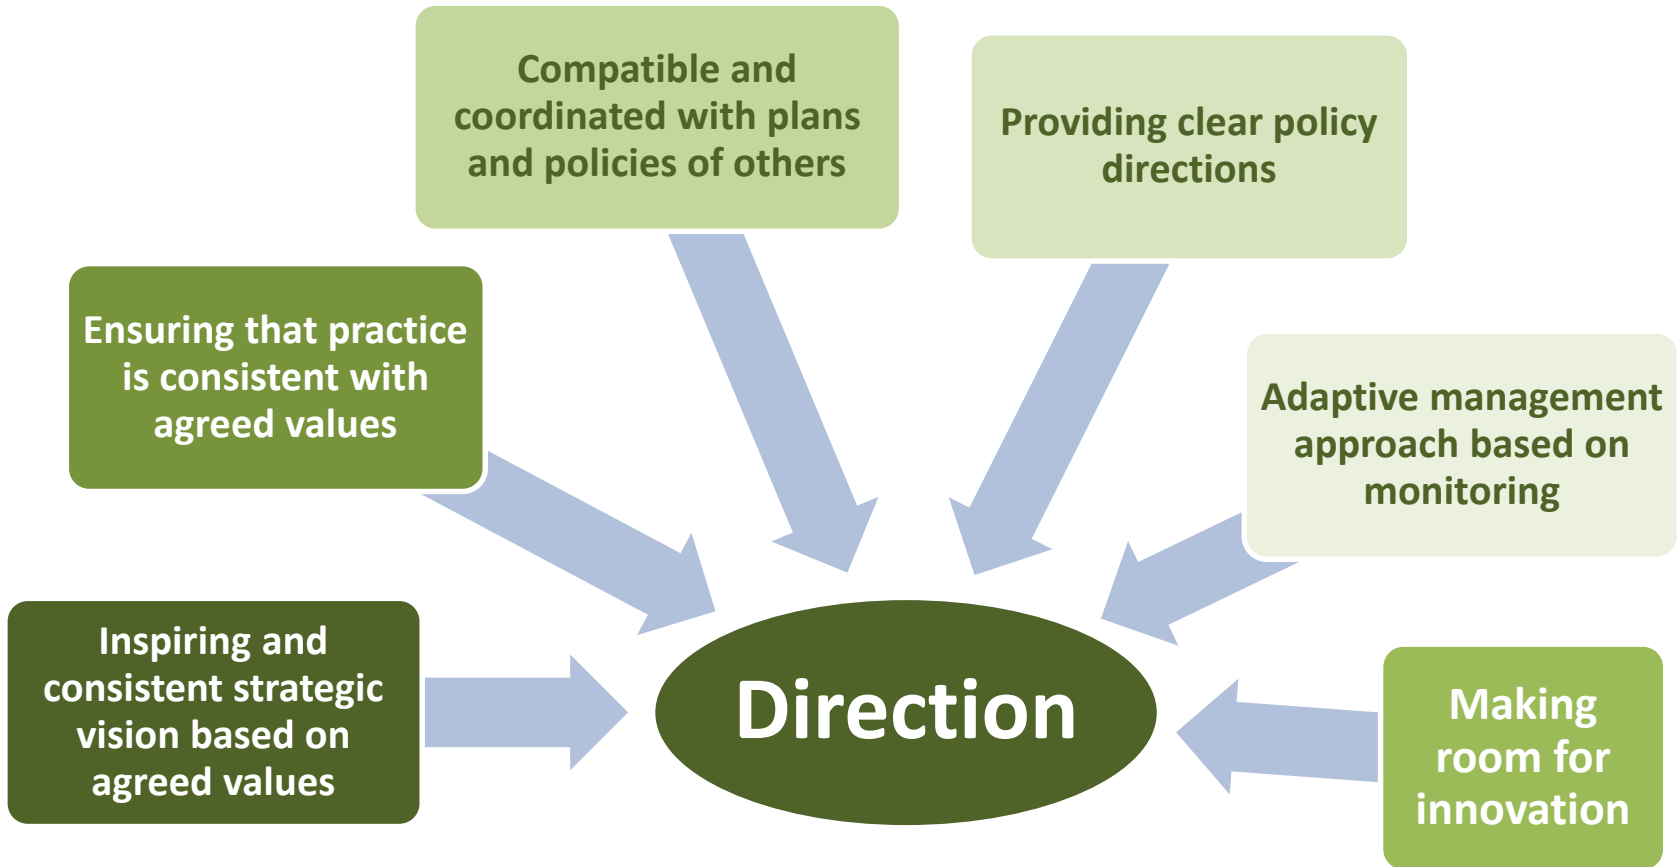 Compatible and
coordinated with plans
and policies of others
Providing clear policy
directions
Ensuring that practice
is consistent with
agreed values
Adaptive management
approach based on
monitoring
Inspiring and
consistent strategic
vision based on
agreed values
Direction
Making
room for
innovation